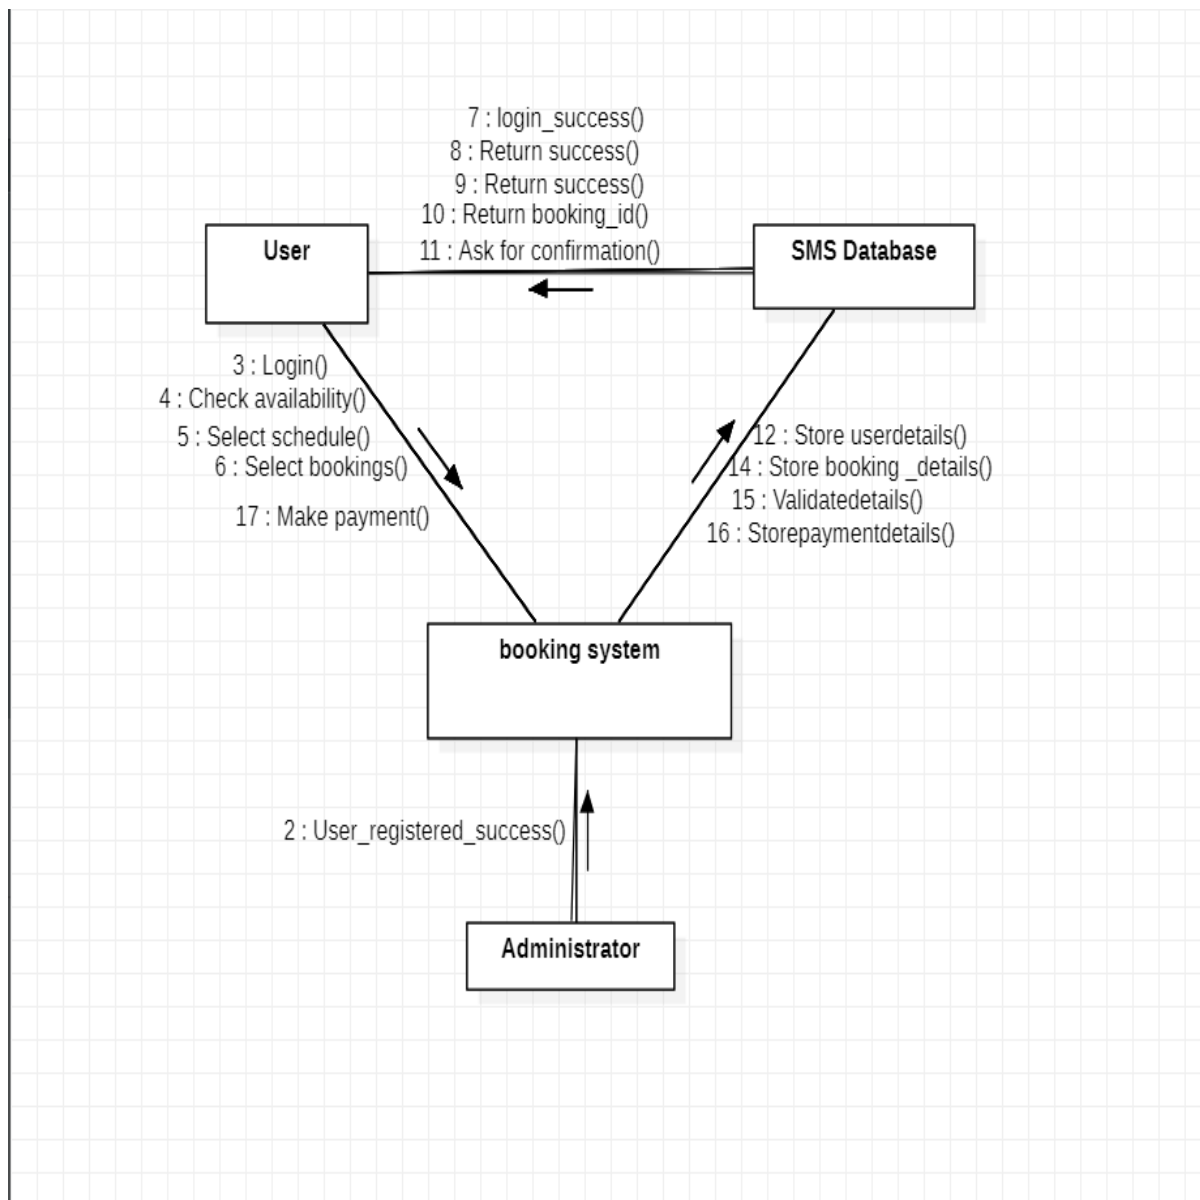 7 : login_success()
8 : Return success()
9 : Return success()
10 : Return booking_id()
11 : Ask for confirmation()
User
SMS Database
3 : Login()
4 : Check availability()
5 : Select schedule()
6 : Select bookings()
17 : Make payment()
12 : Store userdetails()
14 : Store booking _details()
15 : Validatedetails()
16 : Storepaymentdetails()
booking system
2 : User_registered_success()
Administrator